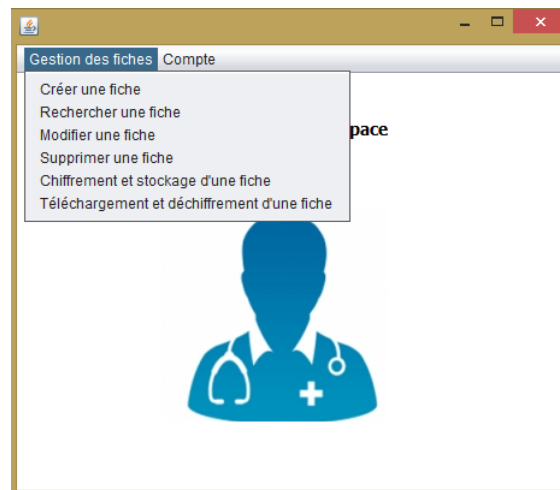 Gestion des fiches Compte
Créer une fiche
Rechercher une fiche
Modifier une fiche
pace
Supprimer une fiche
Chiffrement et stockage d'une fiche
Téléchargement et déchiffrement d'une fiche